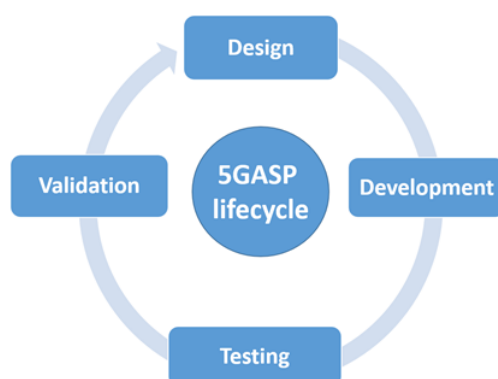 Design
Validation
5GASP
lifecycle
Development
Testing